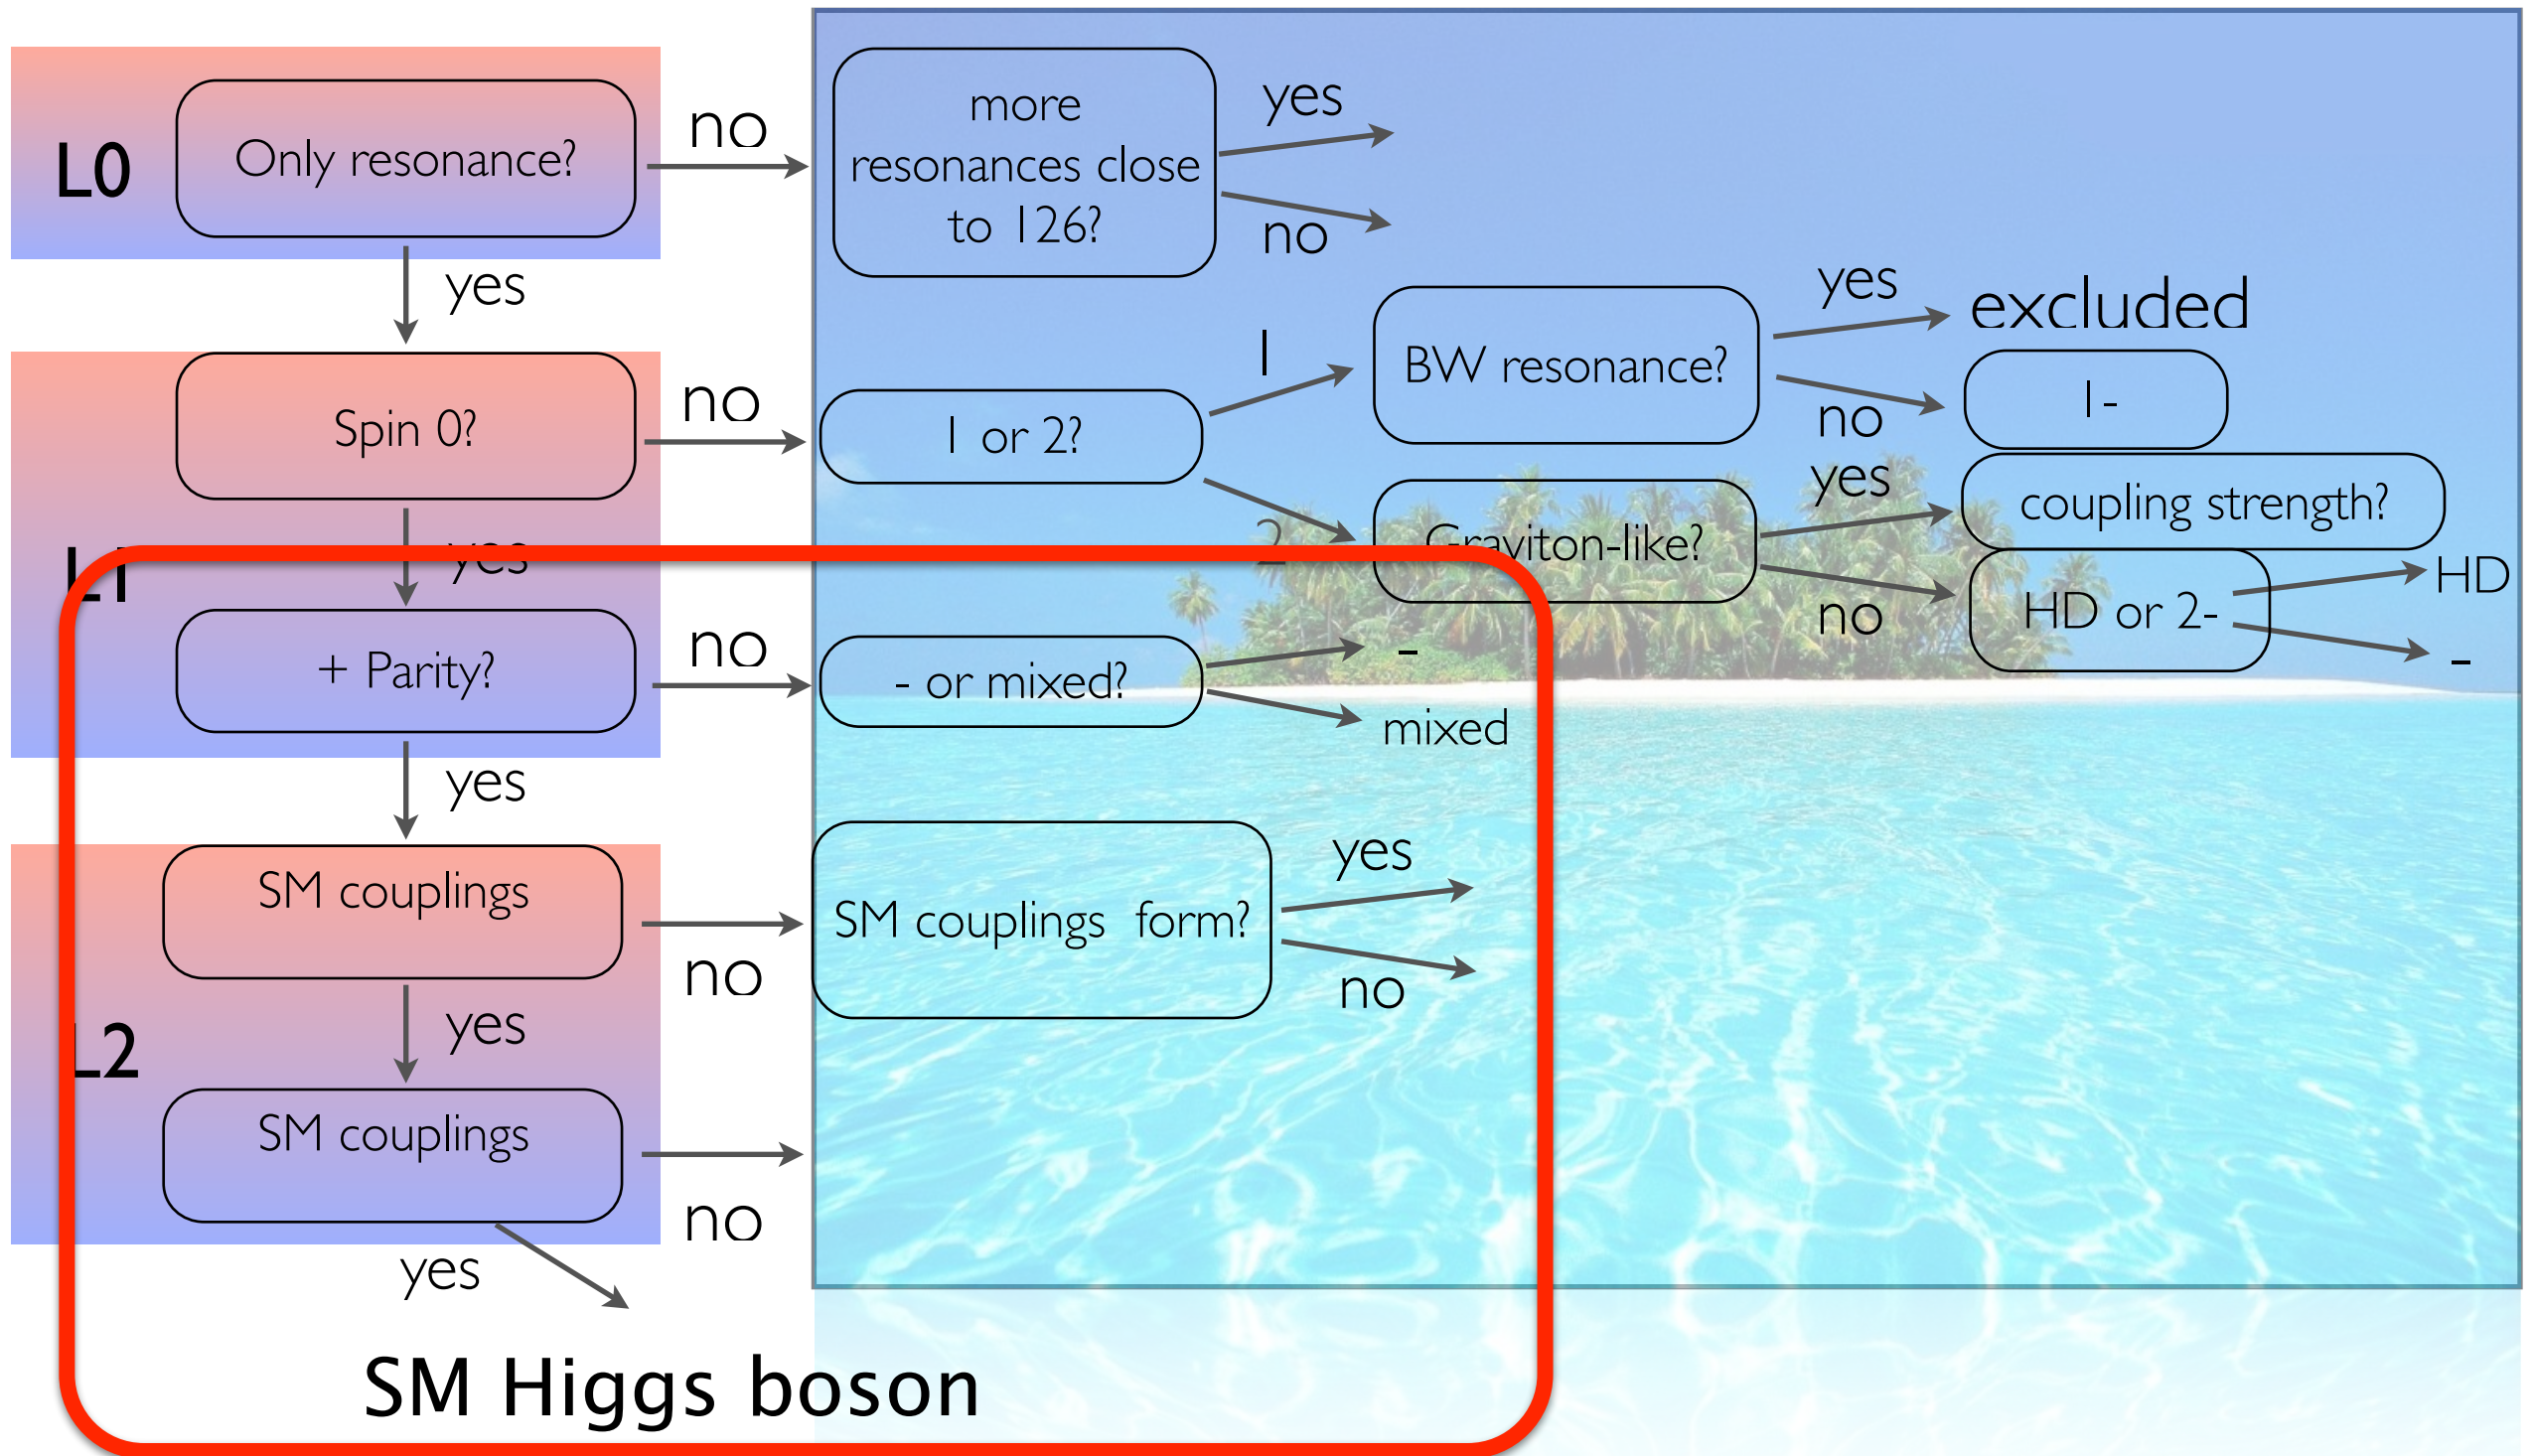 L0
Only resonance?
no
more
resonances close
to 126?
yes
no
yes
L1
Spin 0?
no
1 or 2?
1
BW resonance?
yes
excluded
no
1-
2
Graviton-like?
yes
coupling strength?
no
HD or 2-
HD
-
yes
+ Parity?
no
- or mixed?
-
mixed
yes
L2
SM couplings
no
SM couplings form?
yes
no
yes
SM couplings
no
yes
SM Higgs boson